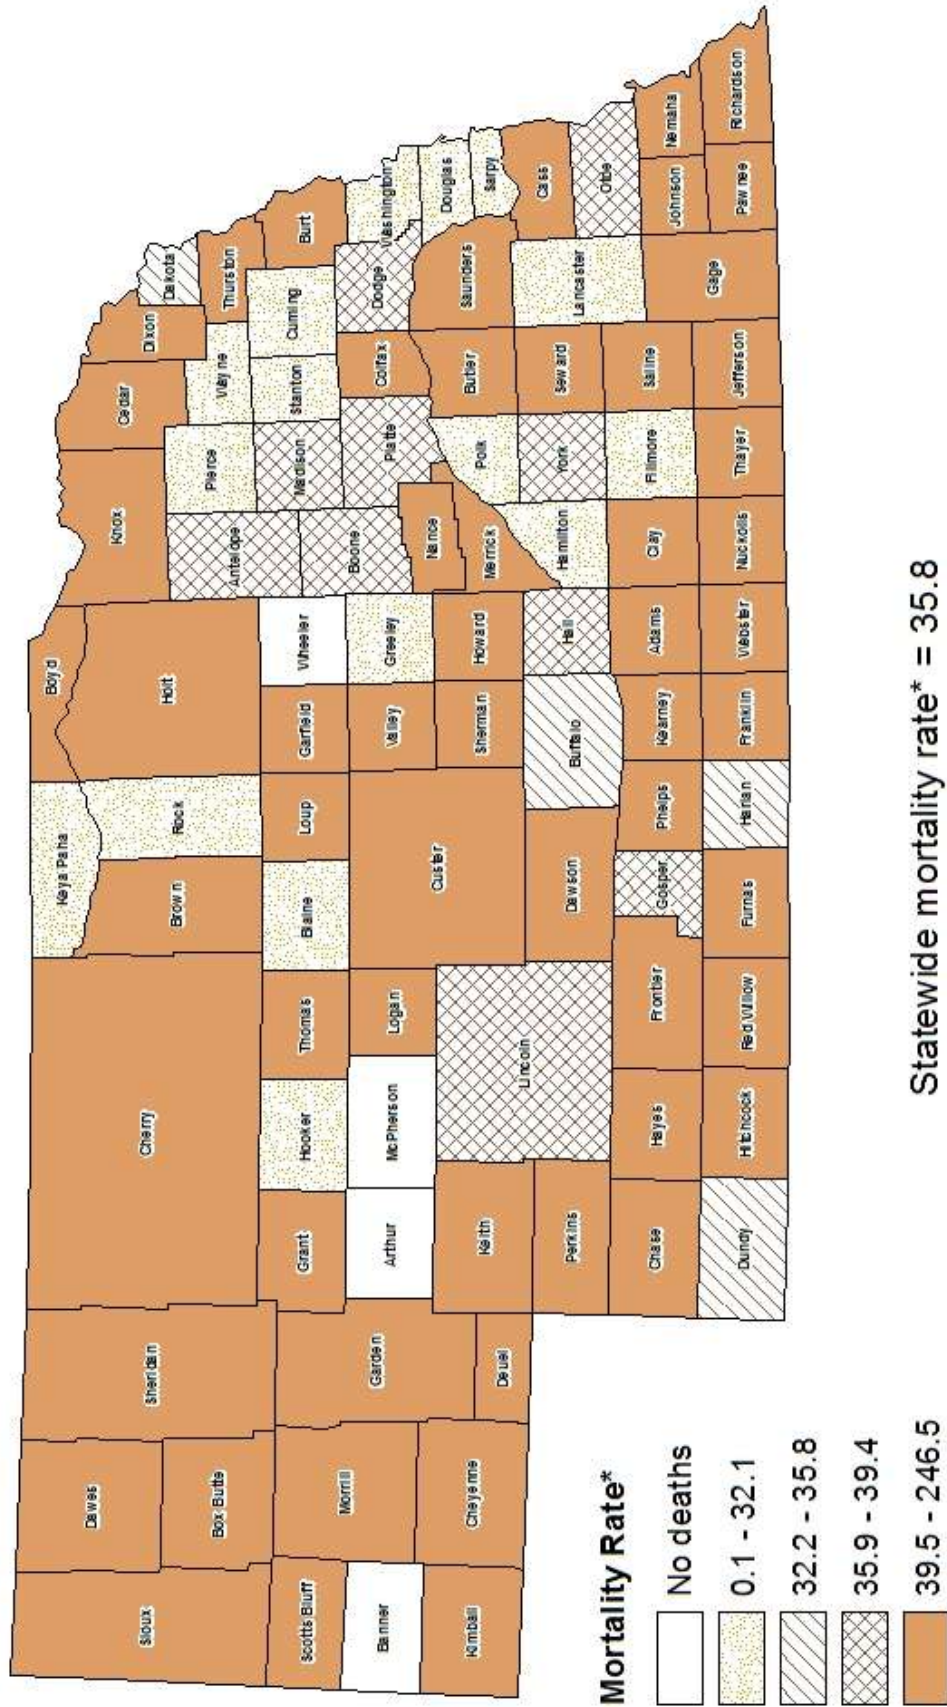 Sioux
Dawes
Sheridan
Cherry
Keya Paha
Boyd
Knox
Cedar
Dixon
Dakota
Box Butte
Brown
Rock
Holt
Antelope
Pierce
Wayne
Thurston
Scotts Bluff
Morrill
Garden
Grant
Hooker
Thomas
Blaine
Loup
Garfield
Wheeler
Boone
Madison
Stanton
Cuming
Burt
Banner
Arthur
McPherson
Logan
Custer
Valley
Greeley
Nance
Platte
Colfax
Dodge
Washington
Kimball
Cheyenne
Deuel
Keith
Lincoln
Sherman
Howard
Merrick
Polk
Butler
Saunders
Douglas
Sarpy
Perkins
Dawson
Buffalo
Hall
Hamilton
York
Seward
Lancaster
Cass
Otoe
Chase
Hayes
Frontier
Gosper
Phelps
Kearney
Adams
Clay
Fillmore
Saline
Gage
Johnson
Nemaha
Dundy
Hitchcock
Red Willow
Furnas
Harlan
Franklin
Webster
Nuckolls
Thayer
Jefferson
Pawnee
Richardson
Mortality Rate*
No deaths
0.1 - 32.1
32.2 - 35.8
35.9 - 39.4
39.5 - 246.5
Statewide mortality rate* = 35.8